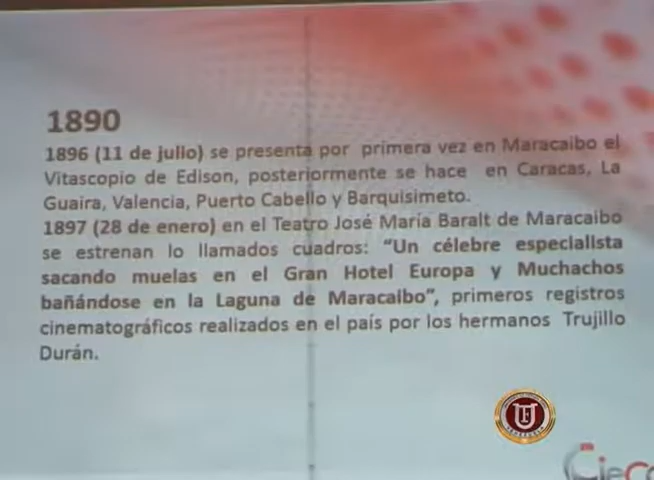 1890
1896 (11 de julio) se presenta por primera vez en Maracaibo el
Vitascopio de Edison, posteriormente se hace en Caracas, La
Guaira, Valencia, Puerto Cabello y Barquisimeto.
1897 (28 de enero) en el Teatro José María Baralt de Maracaibo
se estrenan lo llamados cuadros: “Un célebre especialista
sacando muelas en el Gran Hotel Europa y Muchachos
bañándose en la Laguna de Maracaibo”, primeros registros
cinematográficos realizados en el país por los hermanos Trujillo
Durán.